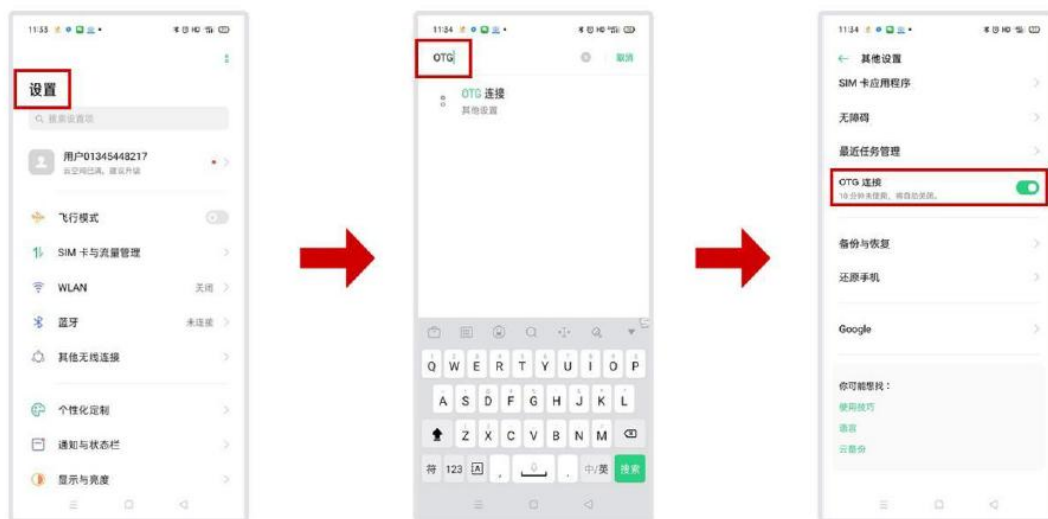 11:33
HD
设置
搜索设置项
用户01345448217
云空间已满，建议升级
飞行模式
SIM 卡与流量管理
WLAN
关闭
蓝牙
未连接
其他无线连接
个性化定制
通知与状态栏
显示与亮度
11:34
HD
OTG
取消
OTG 连接
其他设置
Q W E R T Y U I O P
A S D F G H J K L
Z X C V B N M
符 123 , . 中/英 搜索
11:34
HD
其他设置
SIM 卡应用程序
无障碍
最近任务管理
OTG 连接
10 分钟未使用，将自动关闭。
备份与恢复
还原手机
Google
你可能想找：
使用技巧
语言
云备份